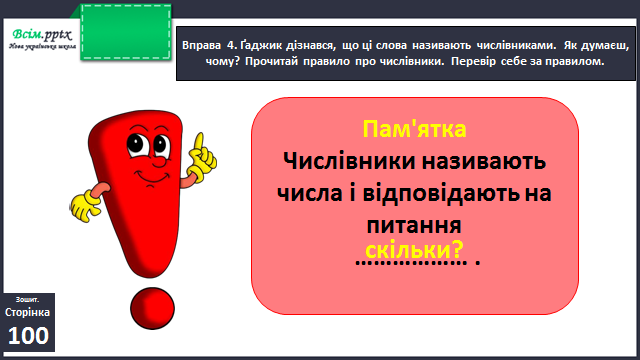 Всім.pptx
Нова українська школа
Вправа 4. Ґаджик дізнався, що ці слова називають числівниками. Як думаєш,
чому? Прочитай правило про числівники. Перевір себе за правилом.
Пам'ятка
Числівники називають
числа і відповідають на
питання
скільки?
.................. .
Зошит.
Сторінка
100